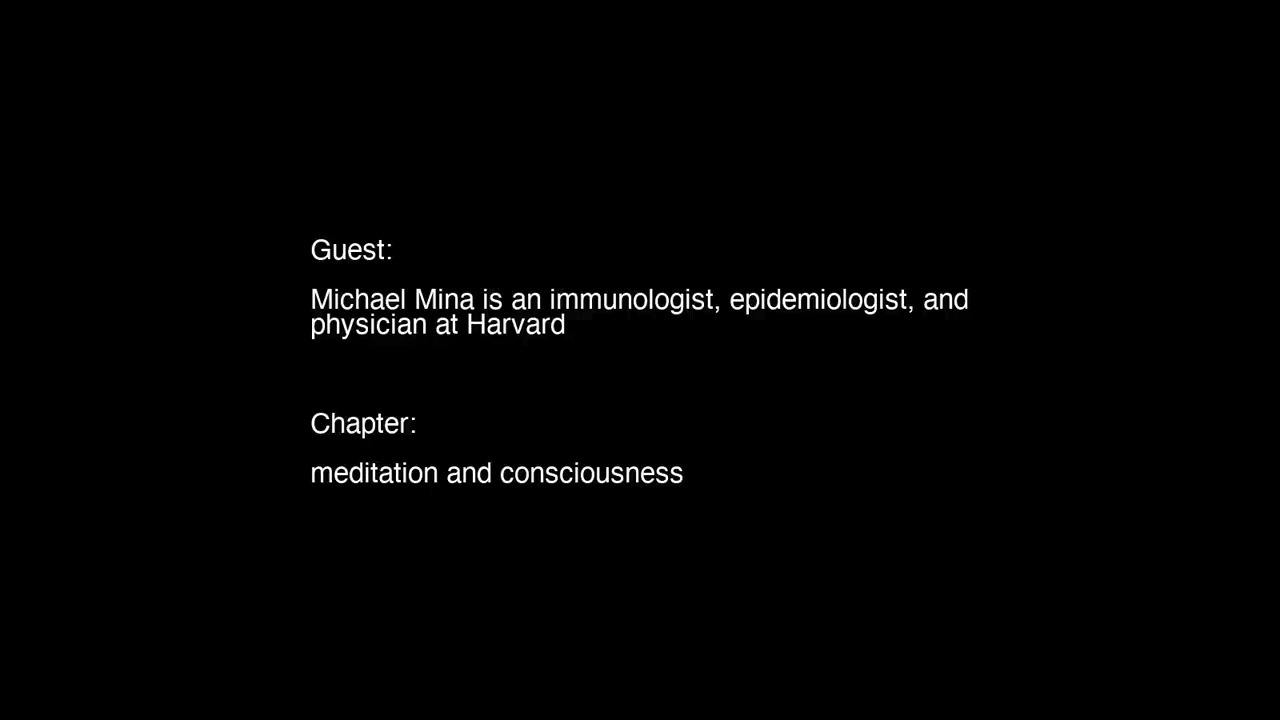 Guest:
Michael Mina is an immunologist, epidemiologist, and
physician at Harvard
Chapter:
meditation and consciousness